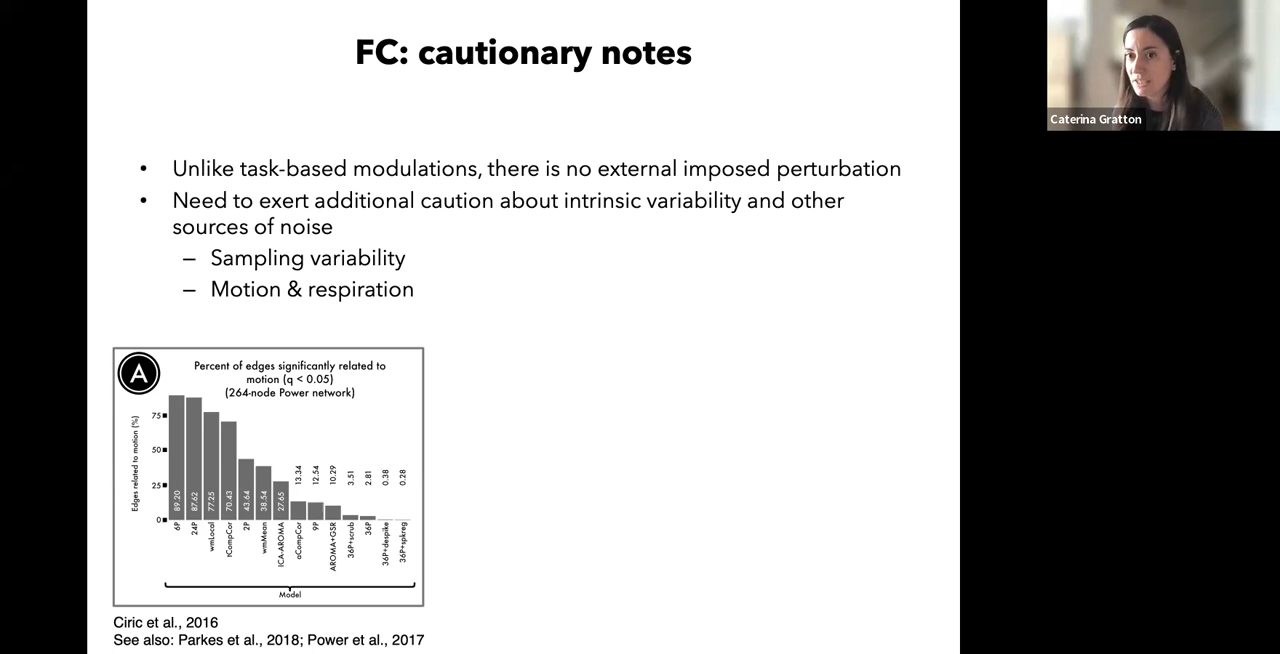 FC: cautionary notes
Caterina Gratton
• Unlike task-based modulations, there is no external imposed perturbation
• Need to exert additional caution about intrinsic variability and other
sources of noise
– Sampling variability
– Motion & respiration
A
Percent of edges significantly related to
motion (q < 0.05)
(264-node Power network)
Edges related to motion (%)
75
50
25
0
89.20
87.62
77.25
70.43
43.64
38.54
27.65
13.34
12.54
10.29
3.51
2.81
0.38
0.28
6P
24P
wmLocal
tCompCor
2P
wmMean
ICA-AROMA
aCompCor
9P
AROMA+GSR
36P+scrub
36P
36P+despike
36P+spkreg
Model
Ciric et al., 2016
See also: Parkes et al., 2018; Power et al., 2017